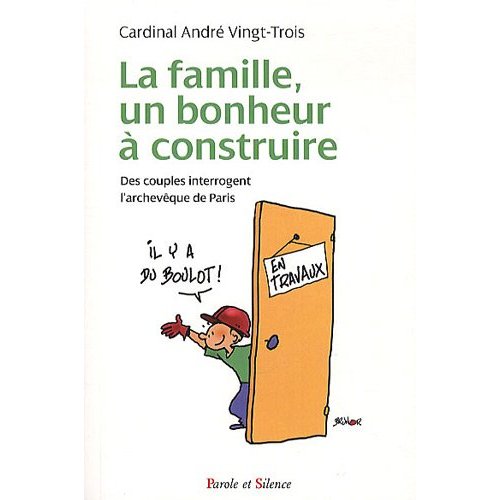 Cardinal André Vingt-Trois
La famille,
un bonheur
à construire
Des couples interrogent
l'archevêque de Paris
IL Y A
DU BOULOT !
EN
TRAVAUX
BRUNOR
Parole et Silence